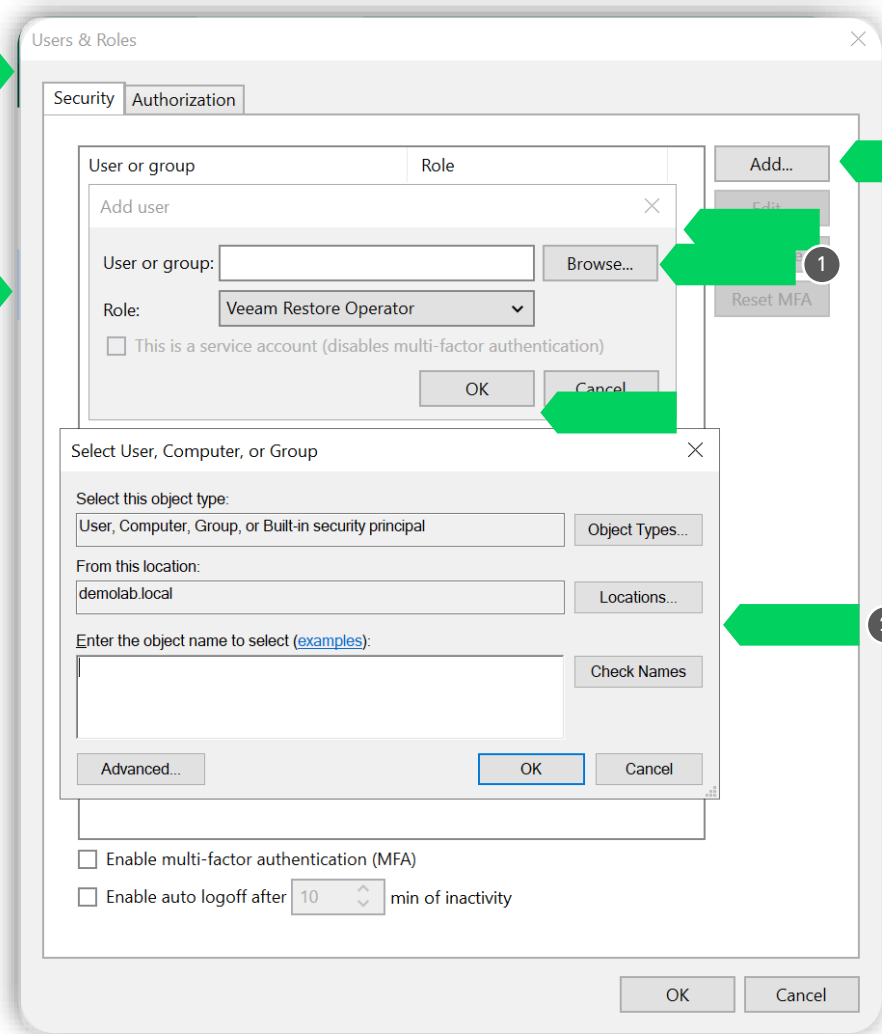 Users & Roles
Security Authorization
User or group Role Add...
Add user Edit...
User or group: Browse... 1
Role: Veeam Restore Operator Reset MFA
This is a service account (disables multi-factor authentication)
OK Cancel
Select User, Computer, or Group
Select this object type:
User, Computer, Group, or Built-in security principal Object Types...
From this location:
demolab.local Locations...
Enter the object name to select (examples):
Check Names
Advanced... OK Cancel
Enable multi-factor authentication (MFA)
Enable auto logoff after 10 min of inactivity
OK Cancel